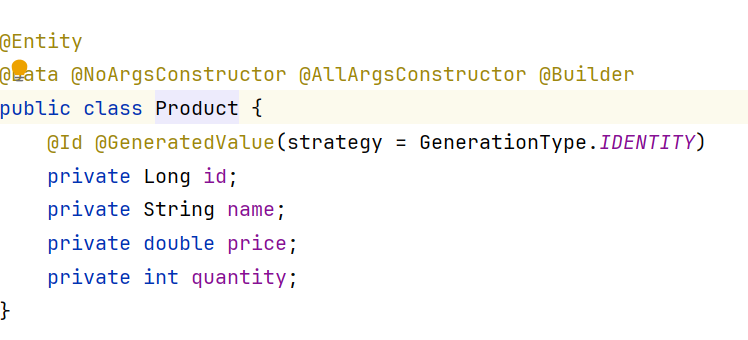 @Entity
@Data @NoArgsConstructor @AllArgsConstructor @Builder
public class Product {
    @Id @GeneratedValue(strategy = GenerationType.IDENTITY)
    private Long id;
    private String name;
    private double price;
    private int quantity;
}